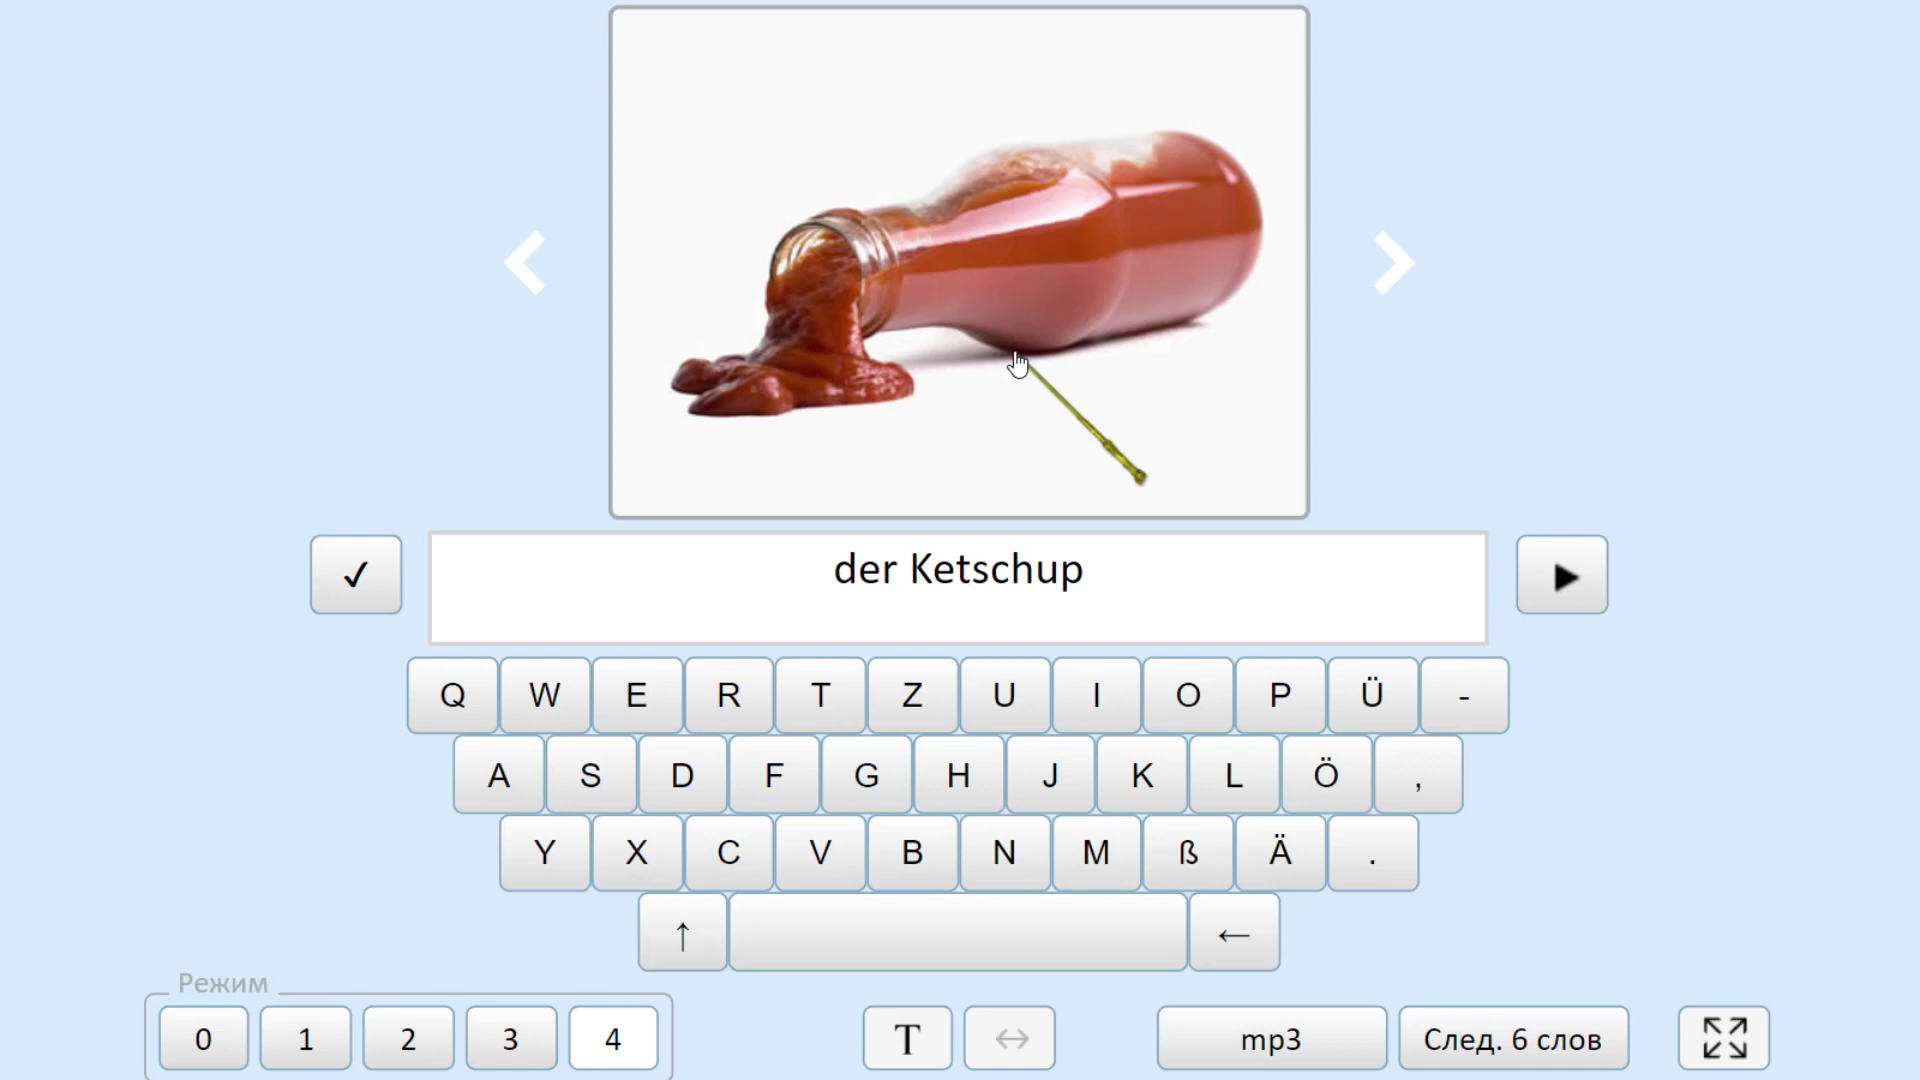 ✓
der Ketschup
Q W E R T Z U I O P Ü -
A S D F G H J K L Ö ,
Y X C V B N M ß Ä .
↑ ←
Режим
0 1 2 3 4
T ↔ mp3 След. 6 слов